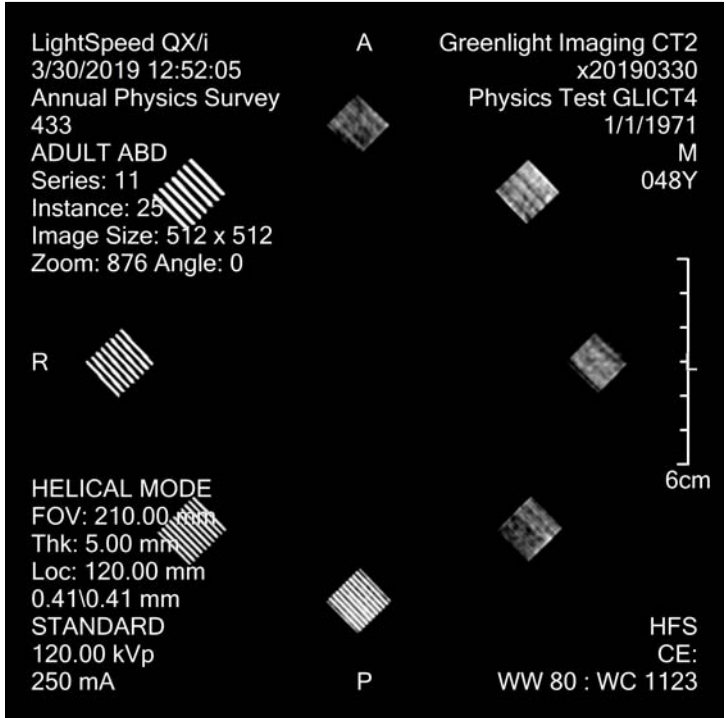 LightSpeed QX/i
3/30/2019 12:52:05
Annual Physics Survey
433
ADULT ABD
Series: 11
Instance: 25
Image Size: 512 x 512
Zoom: 876 Angle: 0
A
Greenlight Imaging CT2
x20190330
Physics Test GLICT4
1/1/1971
M
048Y
R
6cm
HELICAL MODE
FOV: 210.00 mm
Thk: 5.00 mm
Loc: 120.00 mm
0.41\0.41 mm
STANDARD
120.00 kVp
250 mA
P
HFS
CE:
WW 80 : WC 1123